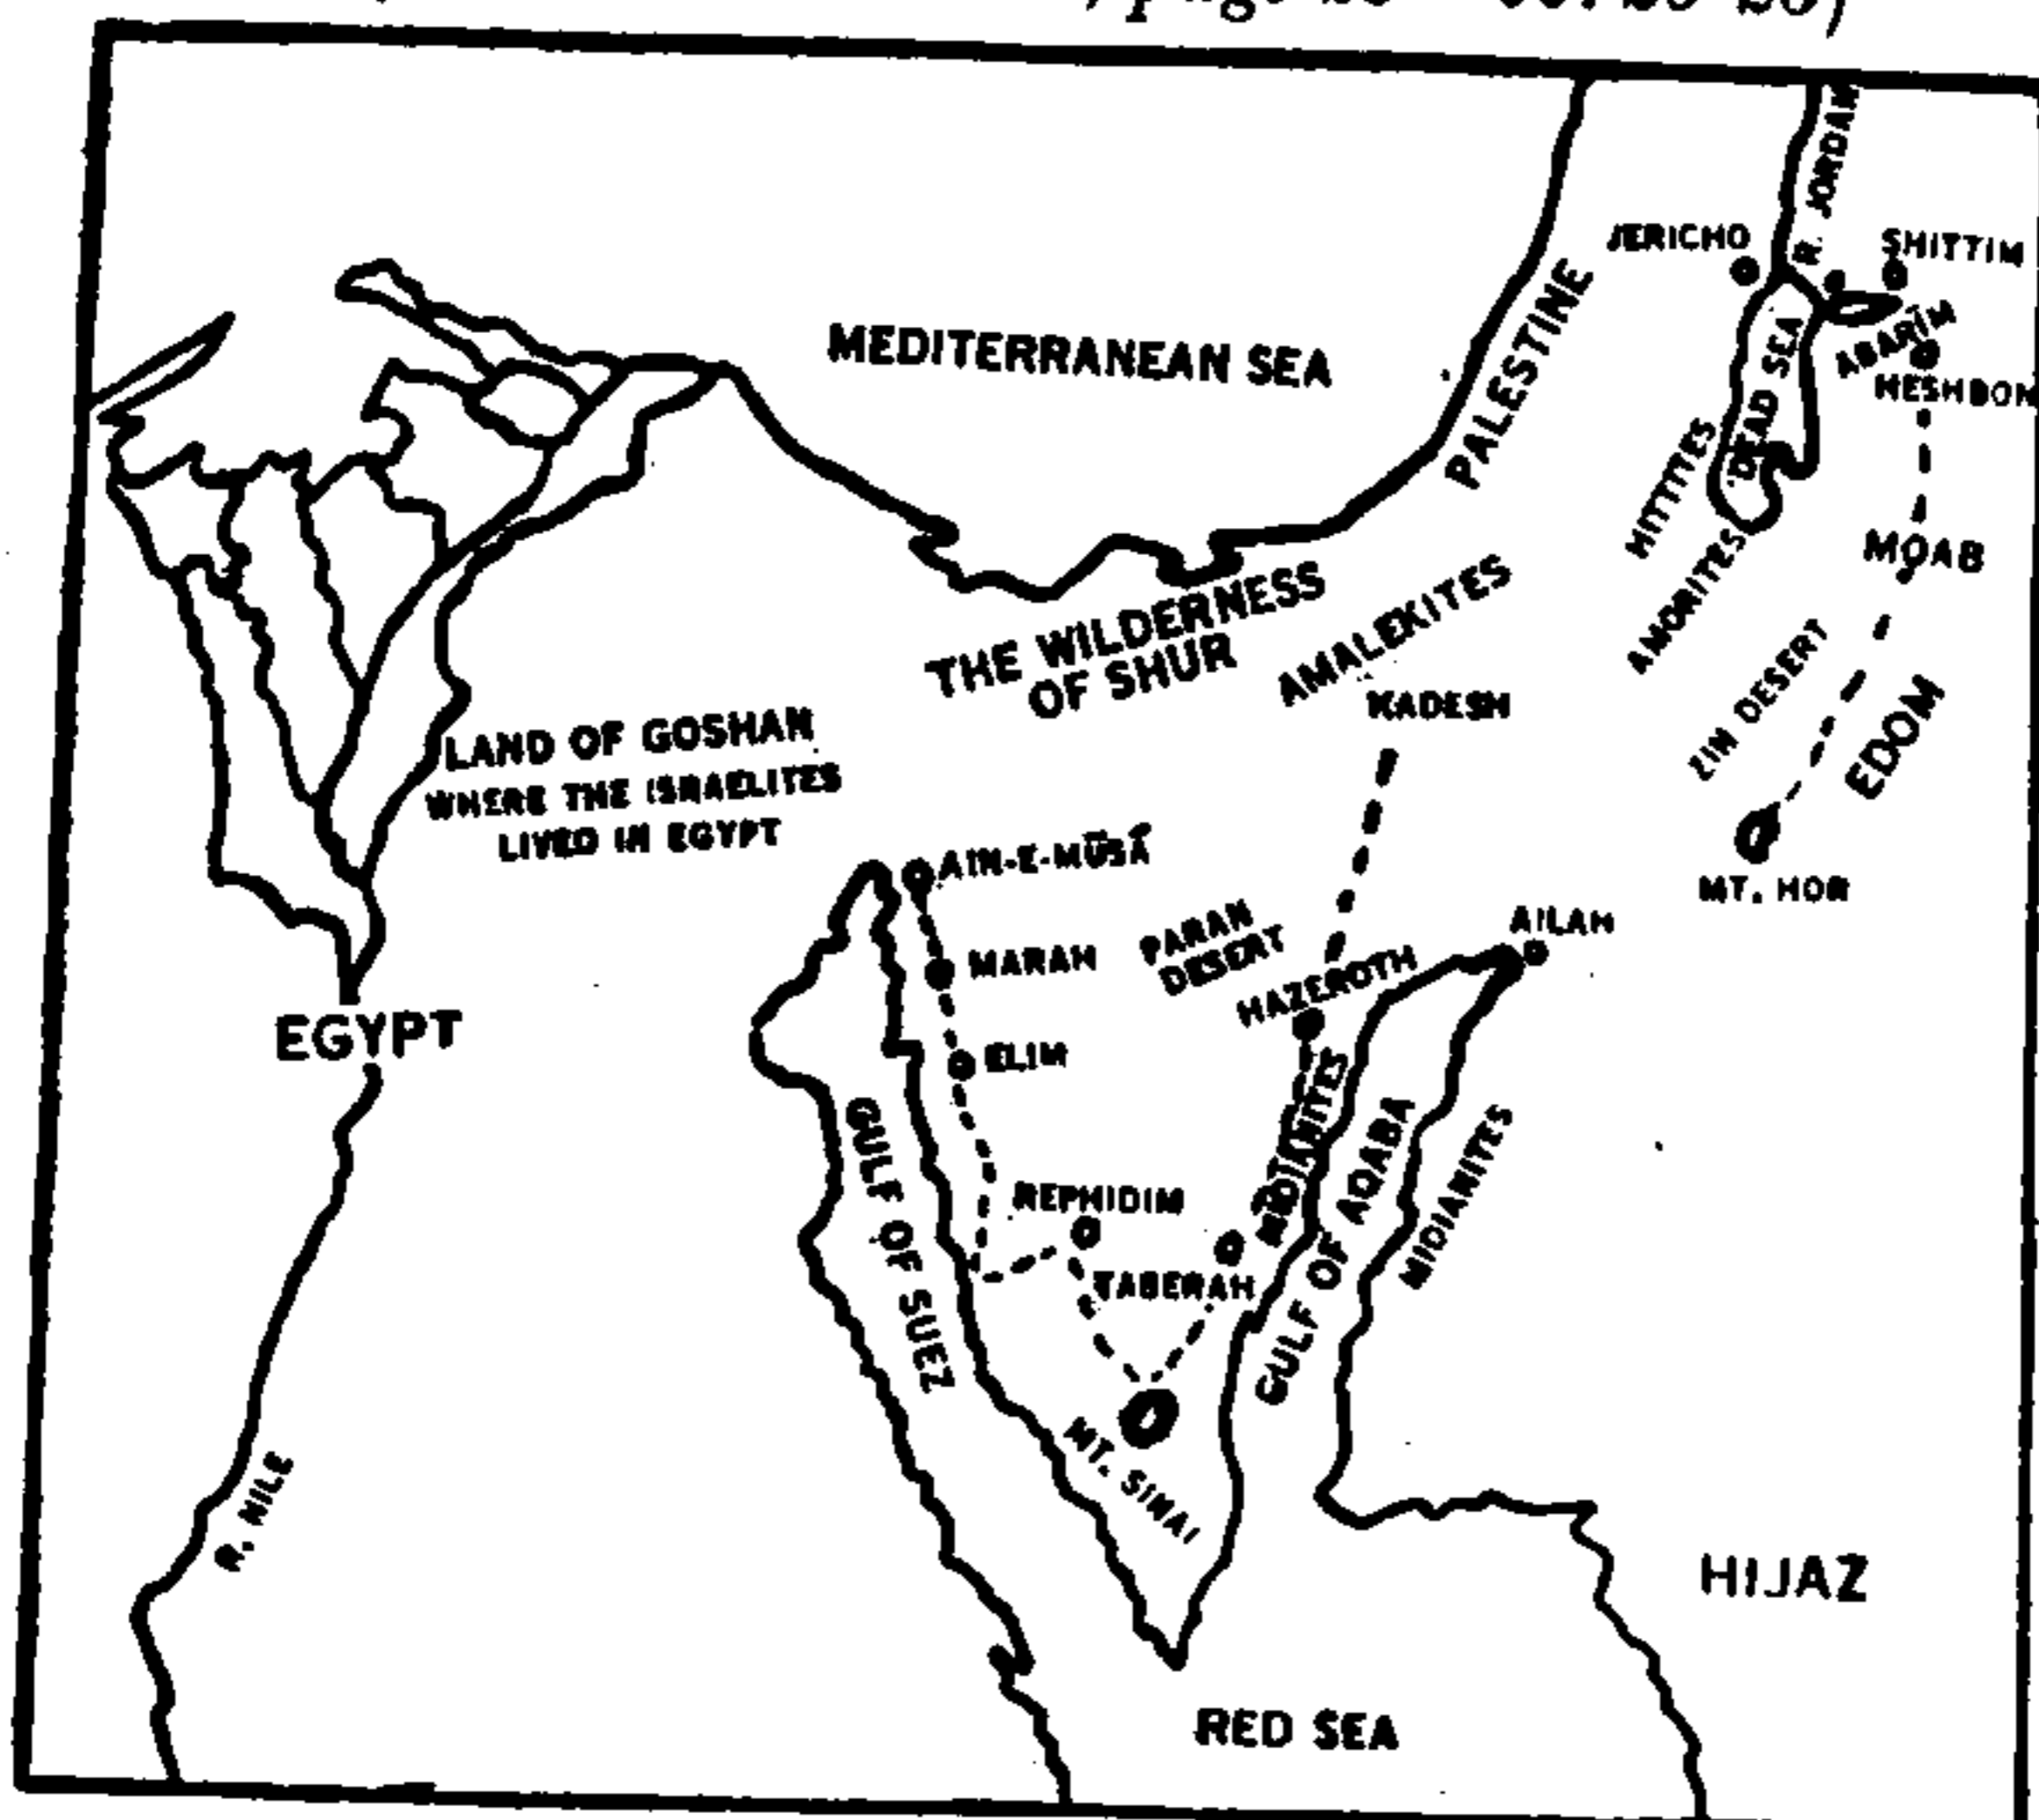 JERICHO
R. JORDAN
SHITTIM
MEDITERRANEAN SEA
PALESTINE
DEAD SEA
ABARIM
HESHBON
HITTITES
AMORITES
MOAB
THE WILDERNESS
OF SHUR
AMALEKITES
KADESH
ZIN DESERT
EDOM
LAND OF GOSHAN
WHERE THE ISRAELITES
LIVED IN EGYPT
MT. HOR
AIN-E-MŪSÁ
MARAH
PARAN
DESERT
AILAH
HAZEROTH
EGYPT
ELIM
GULF OF SUEZ
REPHIDIM
TABERAH
MIDIANITES
GULF OF AQABA
MIDIANITES
MT. SINAI
R. NILE
HIJAZ
RED SEA